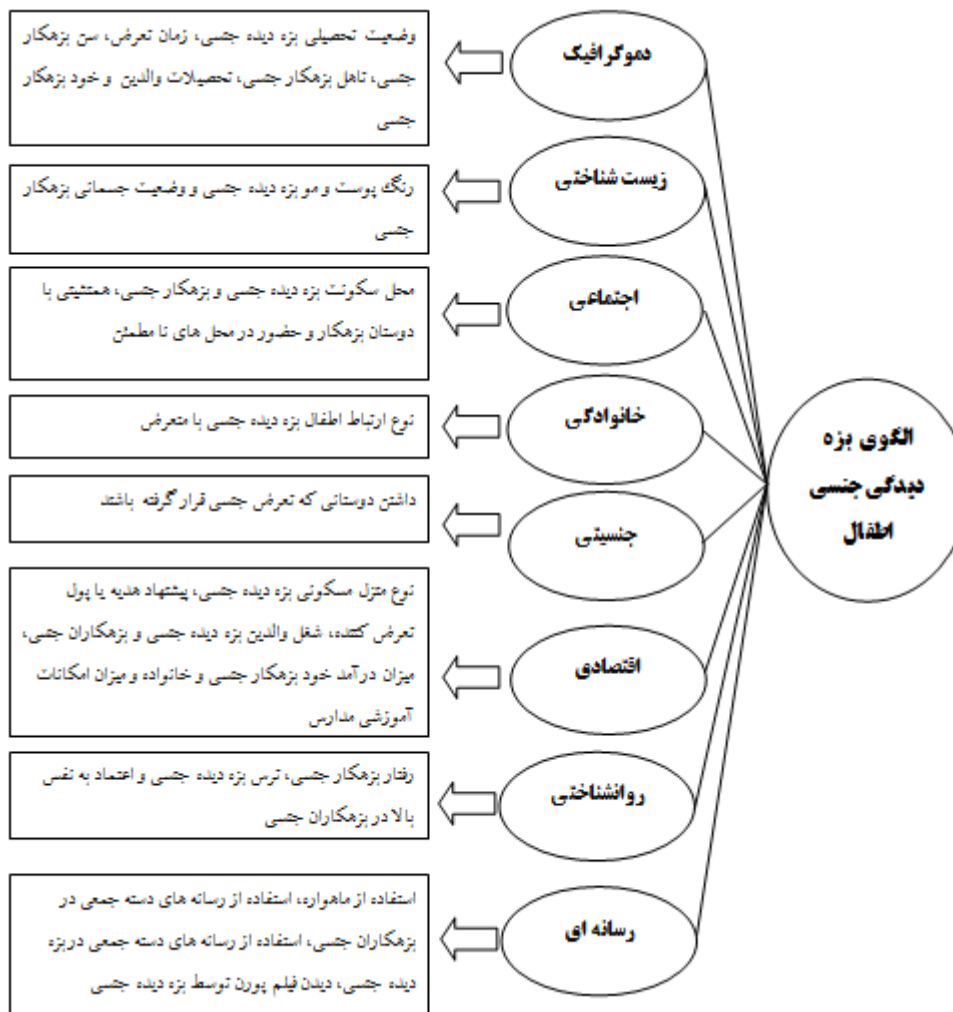 الگوی بزه
دیدگی جنسی
اطفال
دموگرافیک
وضعیت تحصیلی بزه دیده جنسی، زمان تعرض، سن بزهکار
جنسی، تاهل بزهکار جنسی، تحصیلات والدین و خود بزهکار
جنسی
زیست شناختی
رنگ پوست و مو بزه دیده جنسی و وضعیت جسمانی بزهکار
جنسی
اجتماعی
محل سکونت بزه دیده جنسی و بزهکار جنسی، همنشینی با
دوستان بزهکار و حضور در محل های نا مطمئن
خانوادگی
نوع ارتباط اطفال بزه دیده جنسی با متعرض
جنسیتی
داشتن دوستانی که تعرض جنسی قرار گرفته باشند
اقتصادی
نوع منزل مسکونی بزه دیده جنسی، پیشنهاد هدیه یا پول
تعرض کننده، شغل والدین بزه دیده جنسی و بزهکاران جنسی،
میزان درآمد خود بزهکار جنسی و خانواده و میزان امکانات
آموزشی مدارس
روانشناختی
رفتار بزهکار جنسی، ترس بزه دیده جنسی و اعتماد به نفس
بالا در بزهکاران جنسی
رسانه ای
استفاده از ماهواره، استفاده از رسانه های دسته جمعی در
بزهکاران جنسی، استفاده از رسانه های دسته جمعی در بزه
دیده جنسی، دیدن فیلم پورن توسط بزه دیده جنسی